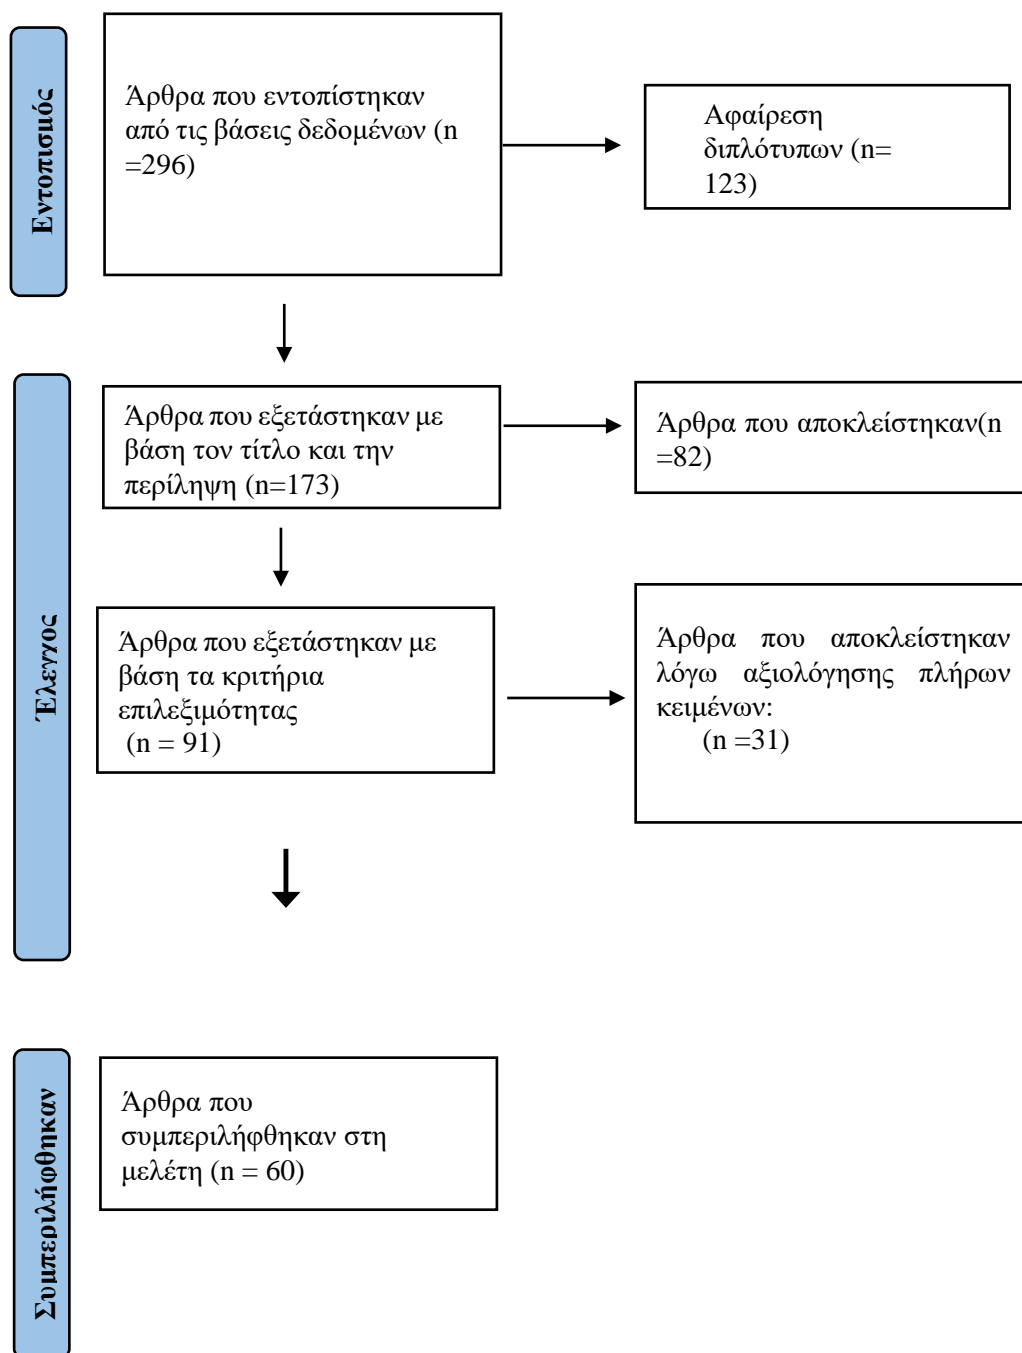 Εντοπισμός
Άρθρα που εντοπίστηκαν
από τις βάσεις δεδομένων (n
=296)
Αφαίρεση
διπλότυπων (n=
123)
Έλεγχος
Άρθρα που εξετάστηκαν με
βάση τον τίτλο και την
περίληψη (n=173)
Άρθρα που αποκλείστηκαν(n
=82)
Άρθρα που εξετάστηκαν με
βάση τα κριτήρια
επιλεξιμότητας
(n = 91)
Άρθρα που αποκλείστηκαν
λόγω αξιολόγησης πλήρων
κειμένων:
(n =31)
Συμπεριλήφθηκαν
Άρθρα που
συμπεριλήφθηκαν στη
μελέτη (n = 60)